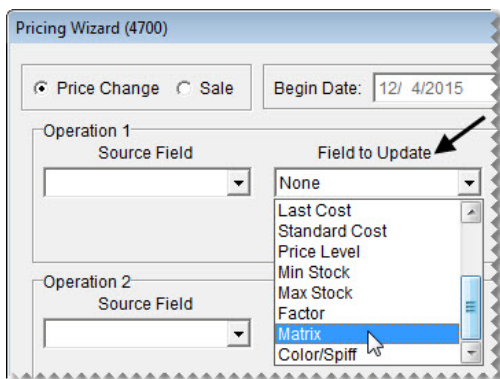 Pricing Wizard (4700)
Price Change Sale Begin Date: 12/ 4/2015
Operation 1
Source Field Field to Update
None
Last Cost
Standard Cost
Price Level
Min Stock
Max Stock
Factor
Matrix
Color/Spiff
Operation 2
Source Field